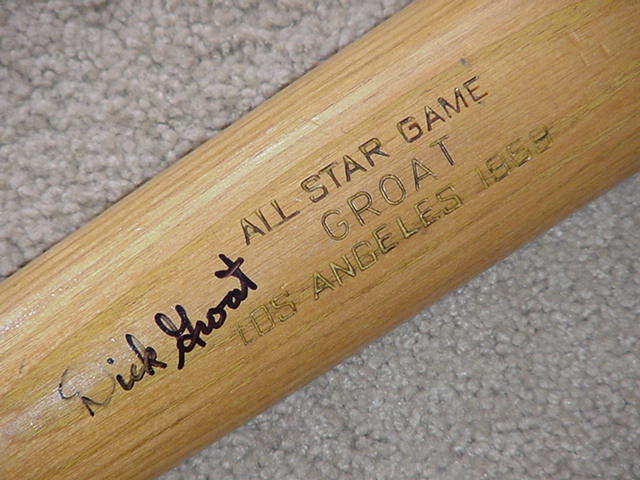 ALL STAR GAME
GROAT
LOS ANGELES 1959
Dick Groat